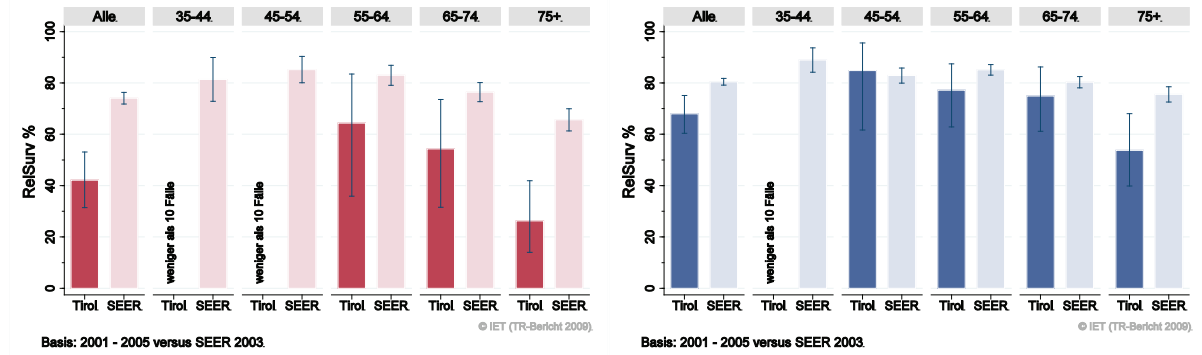 Alle. 35-44. 45-54. 55-64. 65-74. 75+.
RelSurv %
100
80
60
40
20
0
weniger als 10 Fälle
weniger als 10 Fälle
Tirol. SEER. Tirol. SEER. Tirol. SEER. Tirol. SEER. Tirol. SEER. Tirol. SEER.
© IET (TR-Bericht 2009).
Basis: 2001 - 2005 versus SEER 2003.
Alle. 35-44. 45-54. 55-64. 65-74. 75+.
RelSurv %
100
80
60
40
20
0
weniger als 10 Fälle
Tirol. SEER. Tirol. SEER. Tirol. SEER. Tirol. SEER. Tirol. SEER. Tirol. SEER.
© IET (TR-Bericht 2009).
Basis: 2001 - 2005 versus SEER 2003.